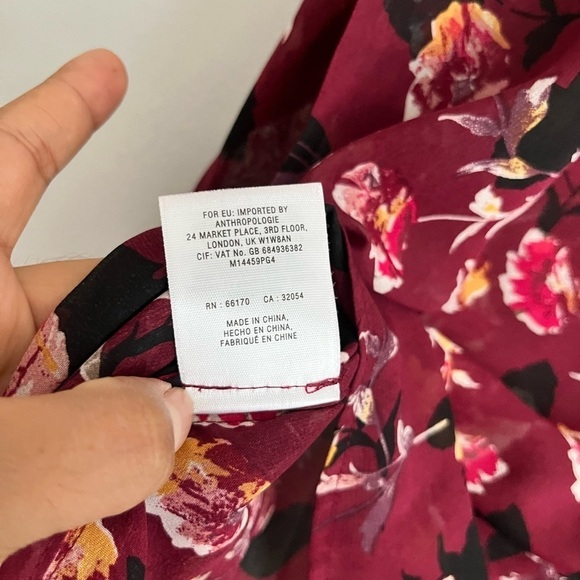 FOR EU: IMPORTED BY
ANTHROPOLOGIE
24 MARKET PLACE, 3RD FLOOR,
LONDON, UK W1W8AN
CIF: VAT No. GB 684936382
M14459PG4
RN : 66170 CA : 32054
MADE IN CHINA,
HECHO EN CHINA,
FABRIQUÉ EN CHINE